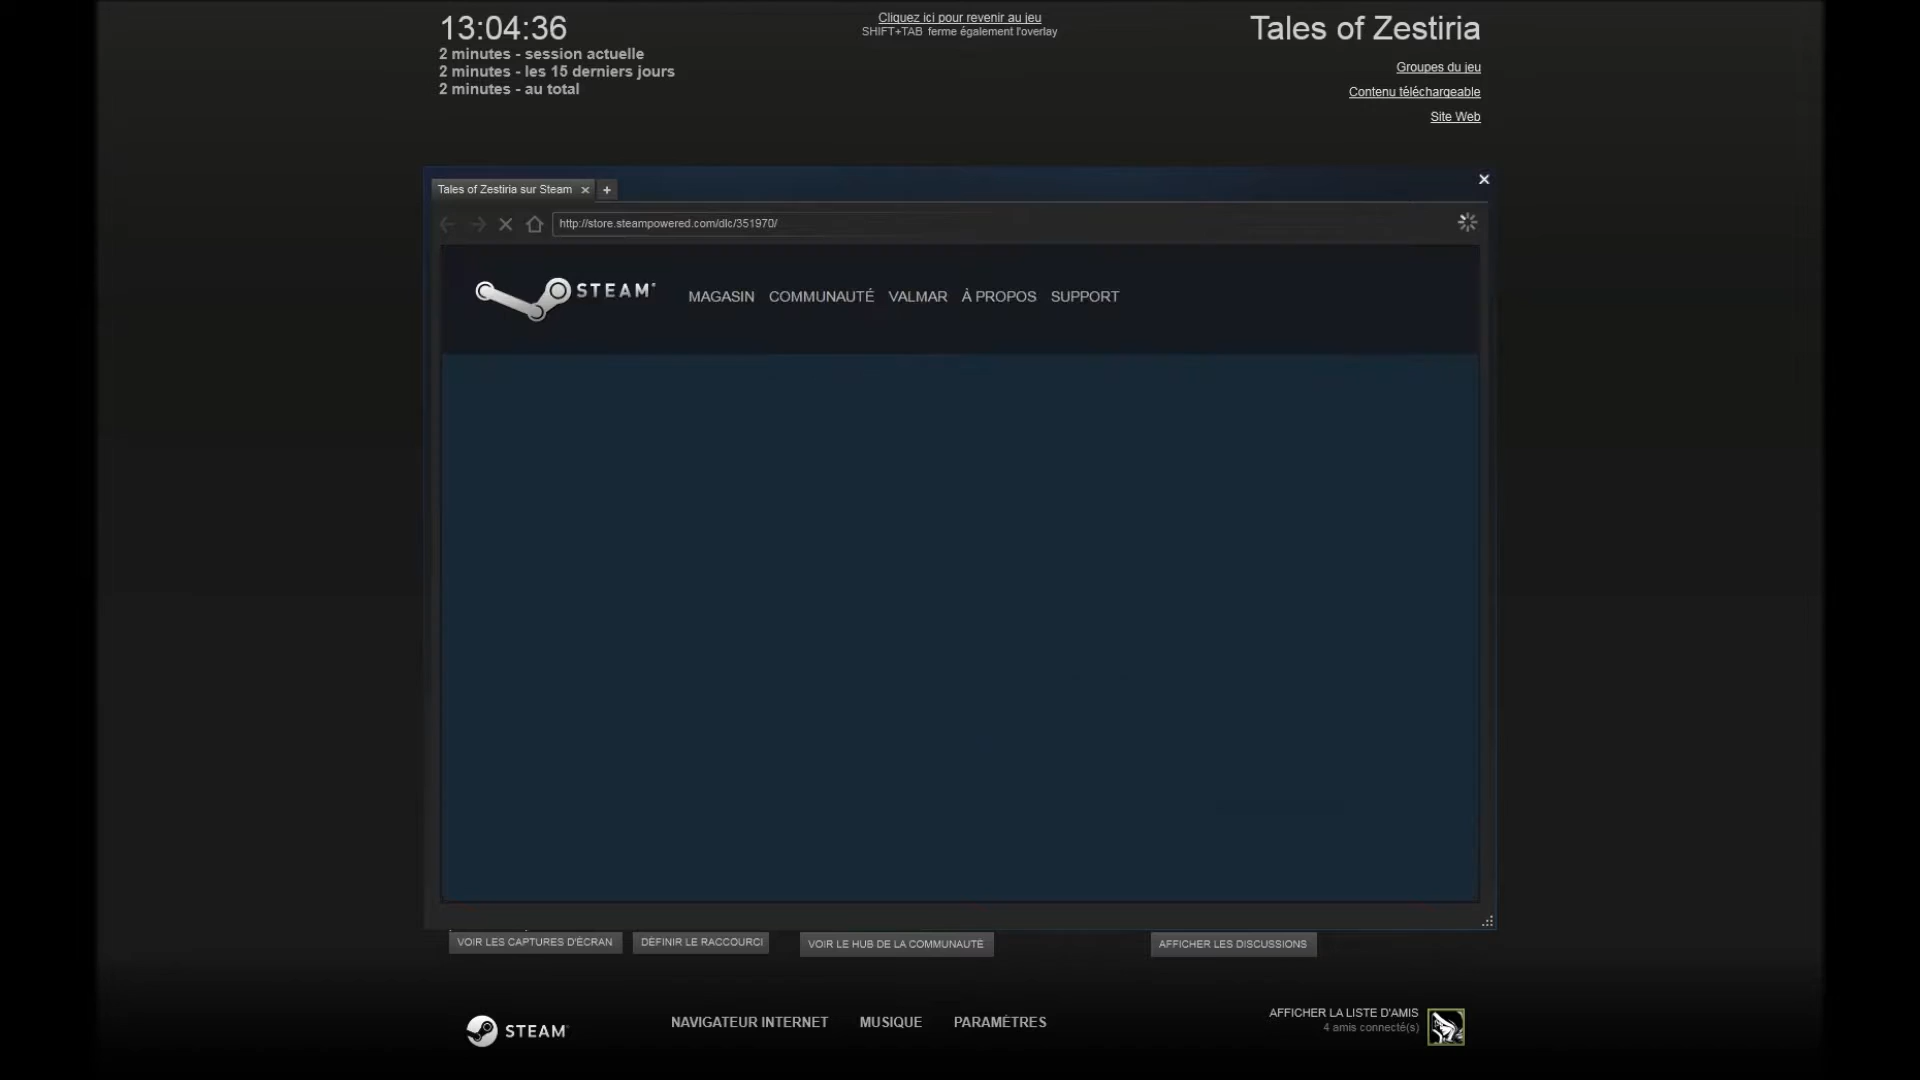 13:04:36
2 minutes - session actuelle
2 minutes - les 15 derniers jours
2 minutes - au total
Cliquez ici pour revenir au jeu
SHIFT+TAB ferme également l'overlay
Tales of Zestiria
Groupes du jeu
Contenu téléchargeable
Site Web
Tales of Zestiria sur Steam
http://store.steampowered.com/dlc/351970/
STEAM
MAGASIN COMMUNAUTÉ VALMAR À PROPOS SUPPORT
VOIR LES CAPTURES D'ÉCRAN
DÉFINIR LE RACCOURCI
VOIR LE HUB DE LA COMMUNAUTÉ
AFFICHER LES DISCUSSIONS
STEAM
NAVIGATEUR INTERNET MUSIQUE PARAMÈTRES
AFFICHER LA LISTE D'AMIS
4 amis connecté(s)